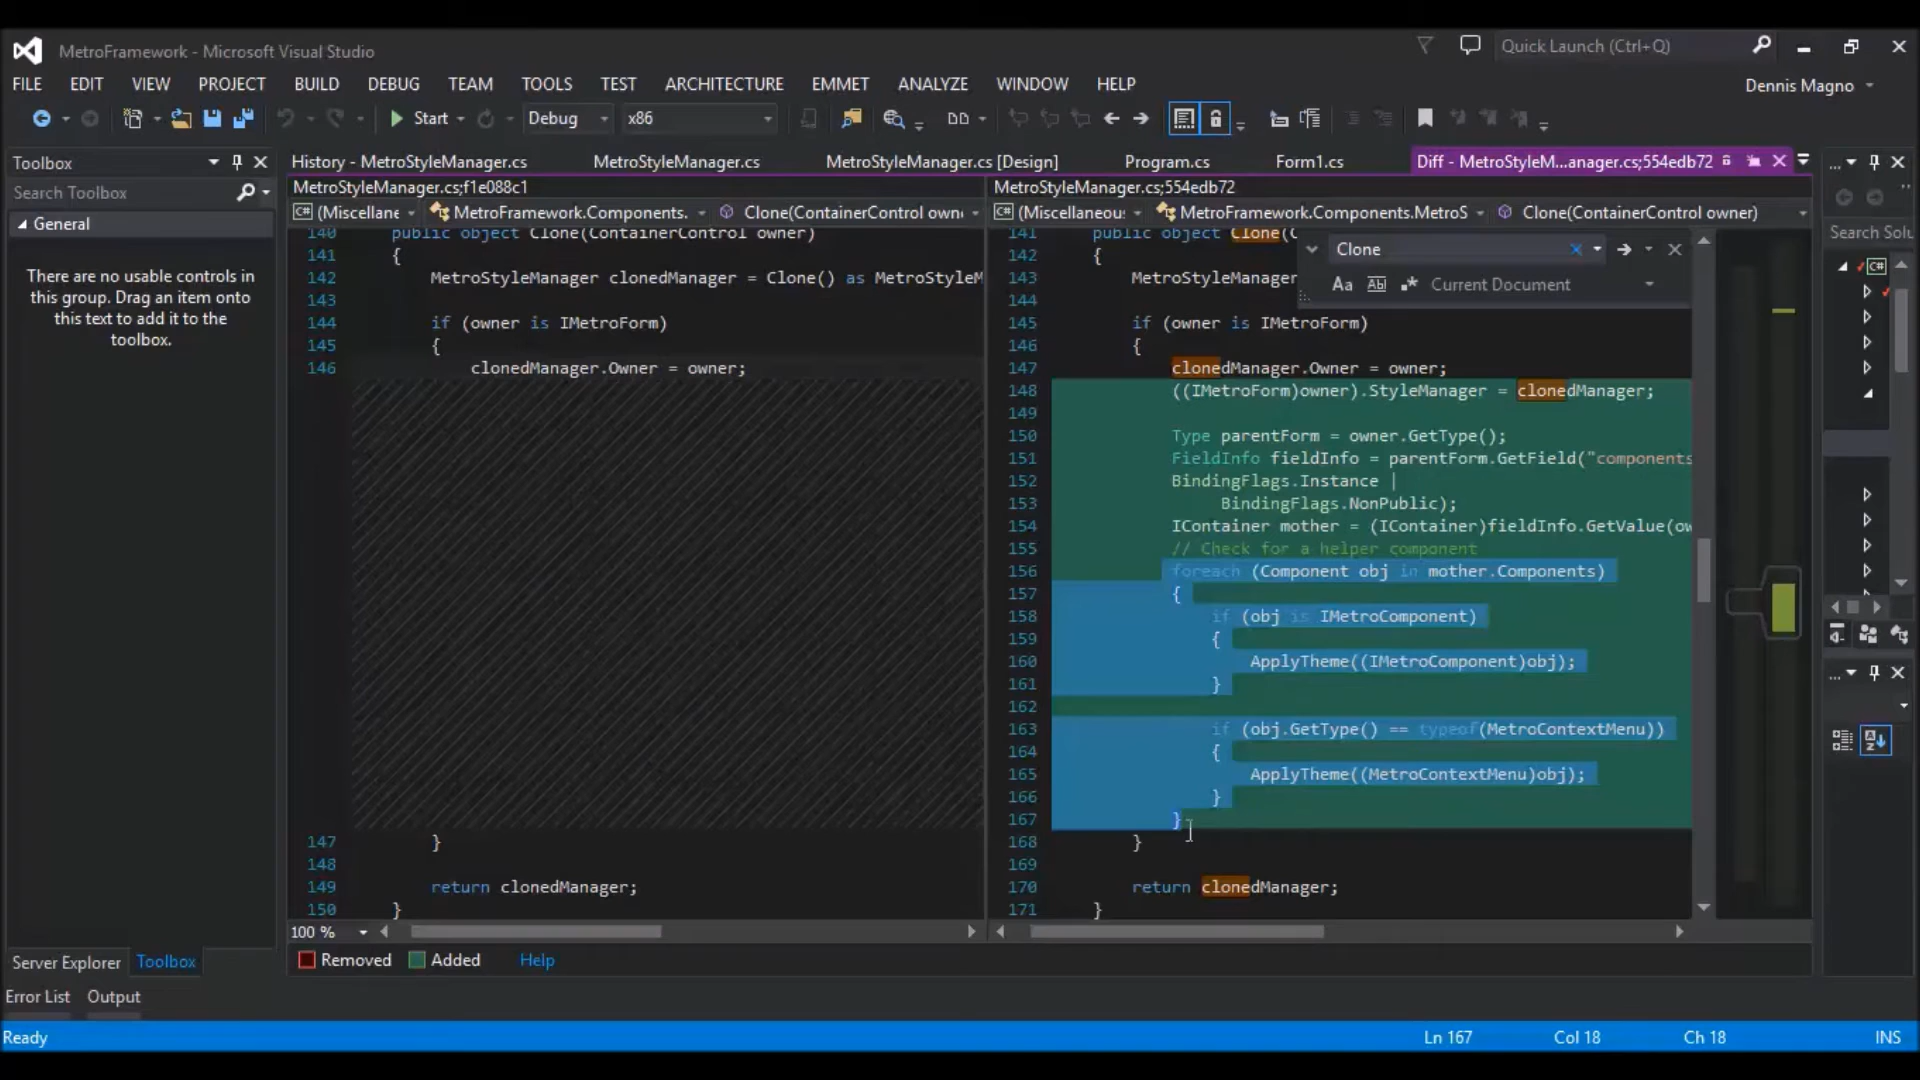 MetroFramework - Microsoft Visual Studio
Quick Launch (Ctrl+Q)
FILE EDIT VIEW PROJECT BUILD DEBUG TEAM TOOLS TEST ARCHITECTURE EMMET ANALYZE WINDOW HELP
Dennis Magno
Start Debug x86
Toolbox
Search Toolbox
General
There are no usable controls in
this group. Drag an item onto
this text to add it to the
toolbox.
History - MetroStyleManager.cs MetroStyleManager.cs MetroStyleManager.cs [Design] Program.cs Form1.cs Diff - MetroStyleM...anager.cs;554edb72
MetroStyleManager.cs;f1e088c1
C# (Miscellane MetroFramework.Components. Clone(ContainerControl own
140 public object Clone(ContainerControl owner)
141 {
142 MetroStyleManager clonedManager = Clone() as MetroStyleM
143
144 if (owner is IMetroForm)
145 {
146 clonedManager.Owner = owner;
147 }
148
149 return clonedManager;
150 }
100 %
MetroStyleManager.cs;554edb72
C# (Miscellaneou MetroFramework.Components.MetroS Clone(ContainerControl owner)
Clone
Aa Ab| .* Current Document
141 public object Clone(C
142 {
143 MetroStyleManager
144
145 if (owner is IMetroForm)
146 {
147 clonedManager.Owner = owner;
148 ((IMetroForm)owner).StyleManager = clonedManager;
149
150 Type parentForm = owner.GetType();
151 FieldInfo fieldInfo = parentForm.GetField("components
152 BindingFlags.Instance |
153 BindingFlags.NonPublic);
154 IContainer mother = (IContainer)fieldInfo.GetValue(ow
155 // Check for a helper component
156 foreach (Component obj in mother.Components)
157 {
158 if (obj is IMetroComponent)
159 {
160 ApplyTheme((IMetroComponent)obj);
161 }
162
163 if (obj.GetType() == typeof(MetroContextMenu))
164 {
165 ApplyTheme((MetroContextMenu)obj);
166 }
167 }
168 }
169
170 return clonedManager;
171 }
Removed Added Help
...
Search Solu
C#
...
Server Explorer Toolbox
Error List Output
Ready
Ln 167 Col 18 Ch 18 INS